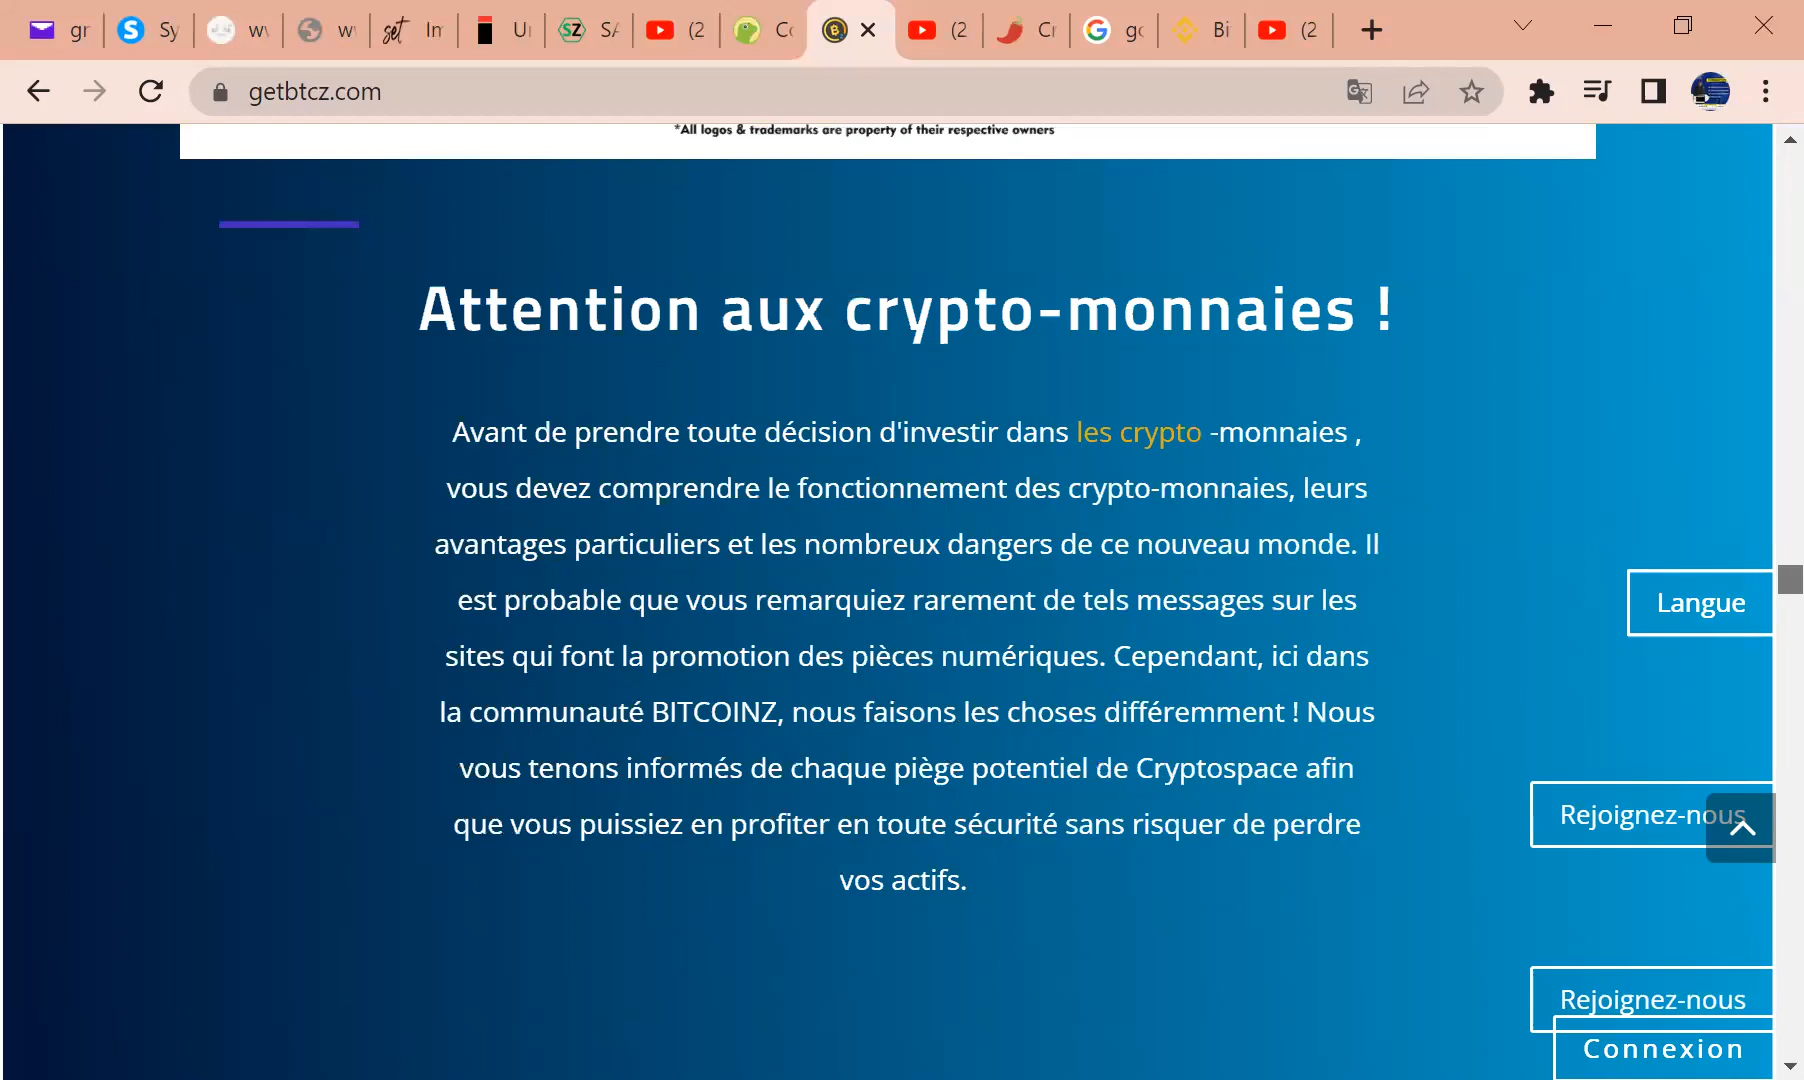 gr
Sy
wv
w
set
Im
Ur
SZ
SA
(2
Co
(2
Cr
gc
Bi
(2
getbtcz.com
*All logos & trademarks are property of their respective owners
Attention aux crypto-monnaies !
Avant de prendre toute décision d'investir dans les crypto -monnaies ,
vous devez comprendre le fonctionnement des crypto-monnaies, leurs
avantages particuliers et les nombreux dangers de ce nouveau monde. Il
est probable que vous remarquiez rarement de tels messages sur les
sites qui font la promotion des pièces numériques. Cependant, ici dans
la communauté BITCOINZ, nous faisons les choses différemment ! Nous
vous tenons informés de chaque piège potentiel de Cryptospace afin
que vous puissiez en profiter en toute sécurité sans risquer de perdre
vos actifs.
Langue
Rejoignez-nous
Rejoignez-nous
Connexion